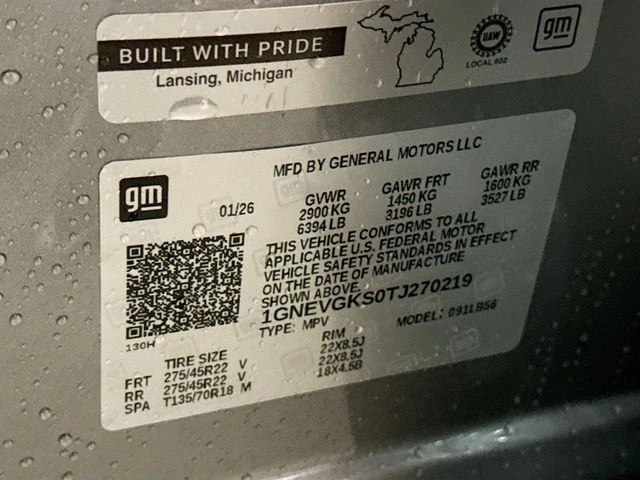 BUILT WITH PRIDE
Lansing, Michigan
UAW
LOCAL 602
gm
MFD BY GENERAL MOTORS LLC
gm
01/26
GVWR GAWR FRT GAWR RR
2900 KG 1450 KG 1600 KG
6394 LB 3196 LB 3527 LB
THIS VEHICLE CONFORMS TO ALL
APPLICABLE U.S. FEDERAL MOTOR
VEHICLE SAFETY STANDARDS IN EFFECT
ON THE DATE OF MANUFACTURE
SHOWN ABOVE.
1GNEVGKS0TJ270219
TYPE: MPV MODEL: 091LB56
130H
TIRE SIZE RIM
FRT 275/45R22 V 22X8.5J
RR 275/45R22 V 22X8.5J
SPA T135/70R18 M 18X4.5B